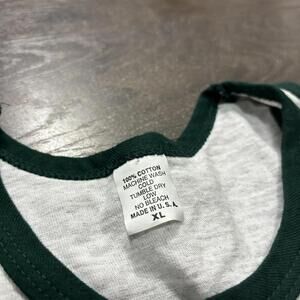 100% COTTON
MACHINE WASH
COLD
TUMBLE DRY
LOW
NO BLEACH
MADE IN U.S.A
XL